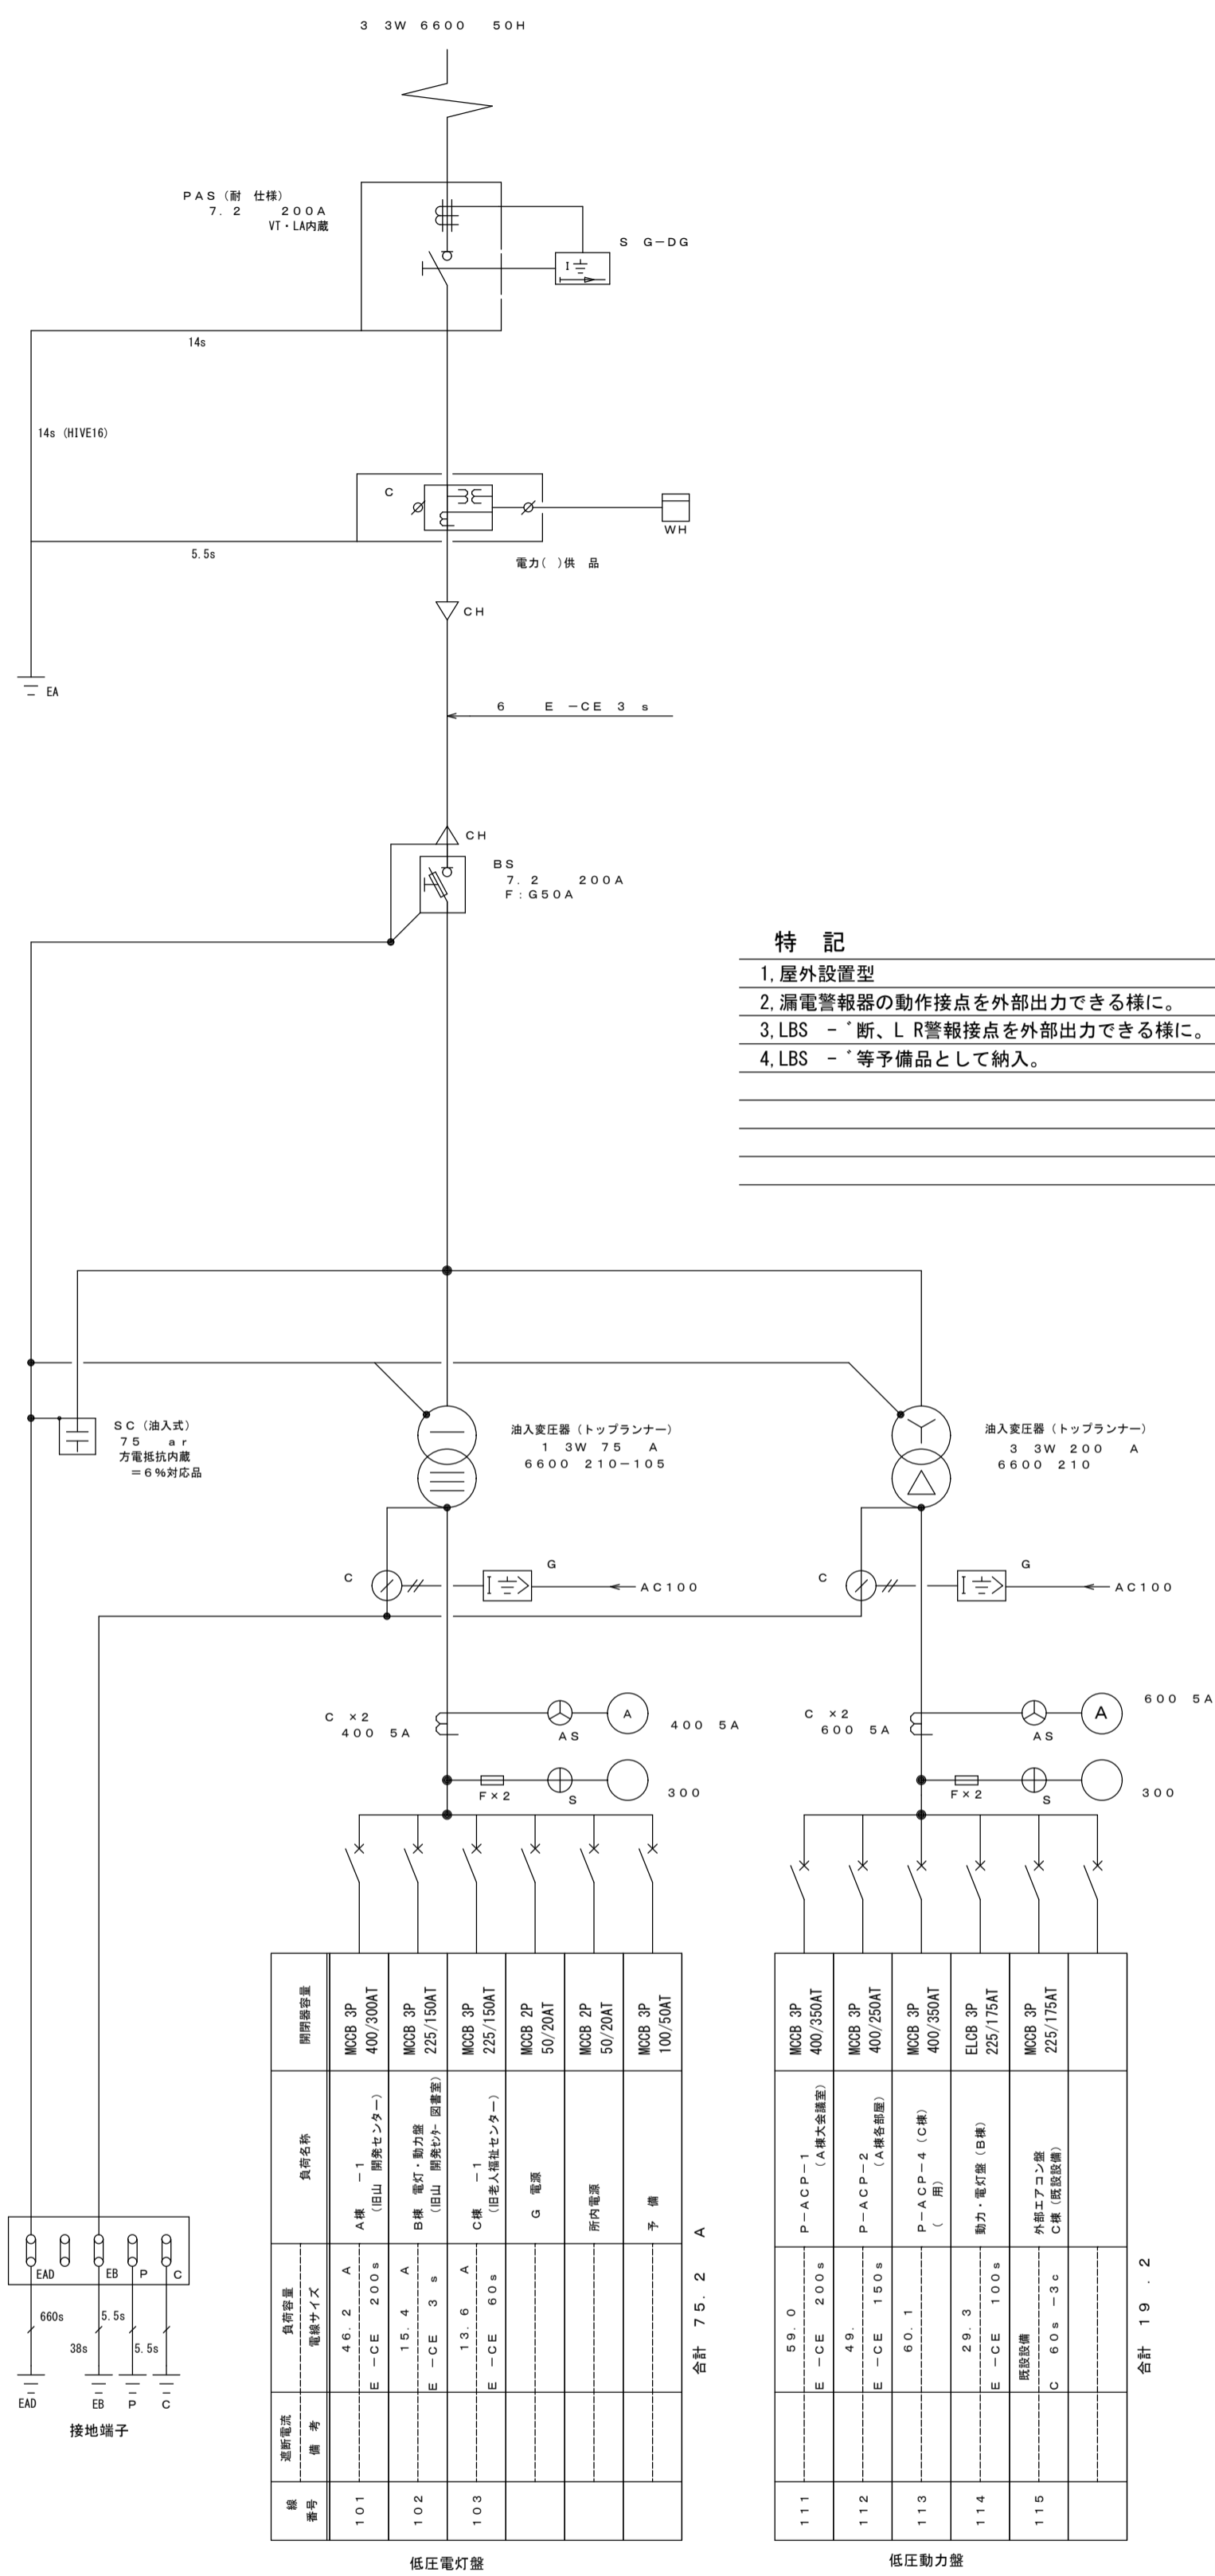 ３　３Ｗ　６６００　　５０Ｈ
ＰＡＳ（耐　仕様）
７．２　　２００Ａ
VT・LA内蔵
Ｓ　Ｇ－ＤＧ
14s
14s (HIVE16)
Ｃ
WH
5.5s
電力(　)供　品
ＣＨ
EA
６　　Ｅ　－ＣＥ　３　ｓ
ＣＨ
ＢＳ
７．２　　２００Ａ
Ｆ：Ｇ５０Ａ
特　記
1,屋外設置型
2,漏電警報器の動作接点を外部出力できる様に。
3,LBS　－゛断、L R警報接点を外部出力できる様に。
4,LBS　－゛等予備品として納入。
ＳＣ（油入式）
７５　　ａｒ
方電抵抗内蔵
＝６％対応品
油入変圧器（トップランナー）
１　３Ｗ　７５　　Ａ
６６００　２１０－１０５
油入変圧器（トップランナー）
３　３Ｗ　２００　　Ａ
６６００　２１０
Ｃ
Ｇ
ＡＣ１００
Ｃ
Ｇ
ＡＣ１００
Ｃ　×２
４００　５Ａ
A
ＡＳ
４００　５Ａ
Ｆ×２
Ｓ
３００
Ｃ　×２
６００　５Ａ
A
ＡＳ
６００　５Ａ
Ｆ×２
Ｓ
３００
開閉器容量
負荷名称
負荷容量
電線サイズ
遮断電流
備　考
線
番号
MCCB 3P
400/300AT
Ａ棟　－１
（旧山　開発センター）
４６．２　Ａ
Ｅ　－ＣＥ　２００ｓ
１０１
MCCB 3P
225/150AT
Ｂ棟　電灯・動力盤
（旧山　開発ｾﾝﾀｰ 図書室）
１５．４　Ａ
Ｅ　－ＣＥ　３　ｓ
１０２
MCCB 3P
225/150AT
Ｃ棟　－１
（旧老人福祉センター）
１３．６　Ａ
Ｅ　－ＣＥ　６０ｓ
１０３
MCCB 2P
50/20AT
Ｇ　電源
MCCB 2P
50/20AT
所内電源
MCCB 3P
100/50AT
予　備
合計　７５．２　Ａ
低圧電灯盤
MCCB 3P
400/350AT
Ｐ－ＡＣＰ－１
（Ａ棟大会議室）
５９．０
Ｅ　－ＣＥ　２００ｓ
１１１
MCCB 3P
400/250AT
Ｐ－ＡＣＰ－２
（Ａ棟各部屋）
４９．
Ｅ　－ＣＥ　１５０ｓ
１１２
MCCB 3P
400/350AT
Ｐ－ＡＣＰ－４（Ｃ棟）
（　用）
６０．１
１１３
ELCB 3P
225/175AT
動力・電灯盤（Ｂ棟）
２９．３
Ｅ　－ＣＥ　１００ｓ
１１４
MCCB 3P
225/175AT
外部エアコン盤
Ｃ棟（既設設備）
既設設備
Ｃ　６０ｓ－３ｃ
１１５
合計　１９　．２
低圧動力盤
EAD
EB
P
C
660s
5.5s
38s
5.5s
EAD
EB
P
C
接地端子